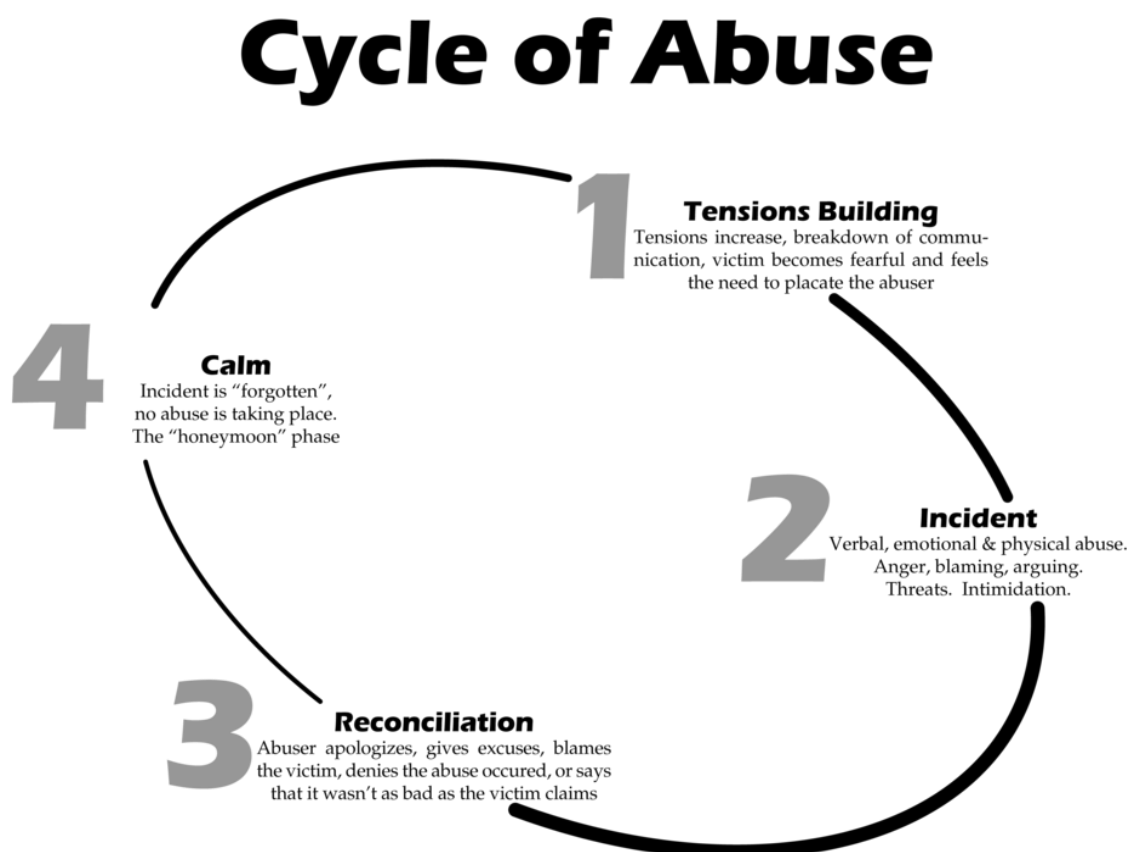 Cycle of Abuse
1
Tensions Building
Tensions increase, breakdown of commu-
nication, victim becomes fearful and feels
the need to placate the abuser
2
Incident
Verbal, emotional & physical abuse.
Anger, blaming, arguing.
Threats.  Intimidation.
3
Reconciliation
Abuser apologizes, gives excuses, blames
the victim, denies the abuse occured, or says
that it wasn't as bad as the victim claims
4
Calm
Incident is “forgotten”,
no abuse is taking place.
The “honeymoon” phase